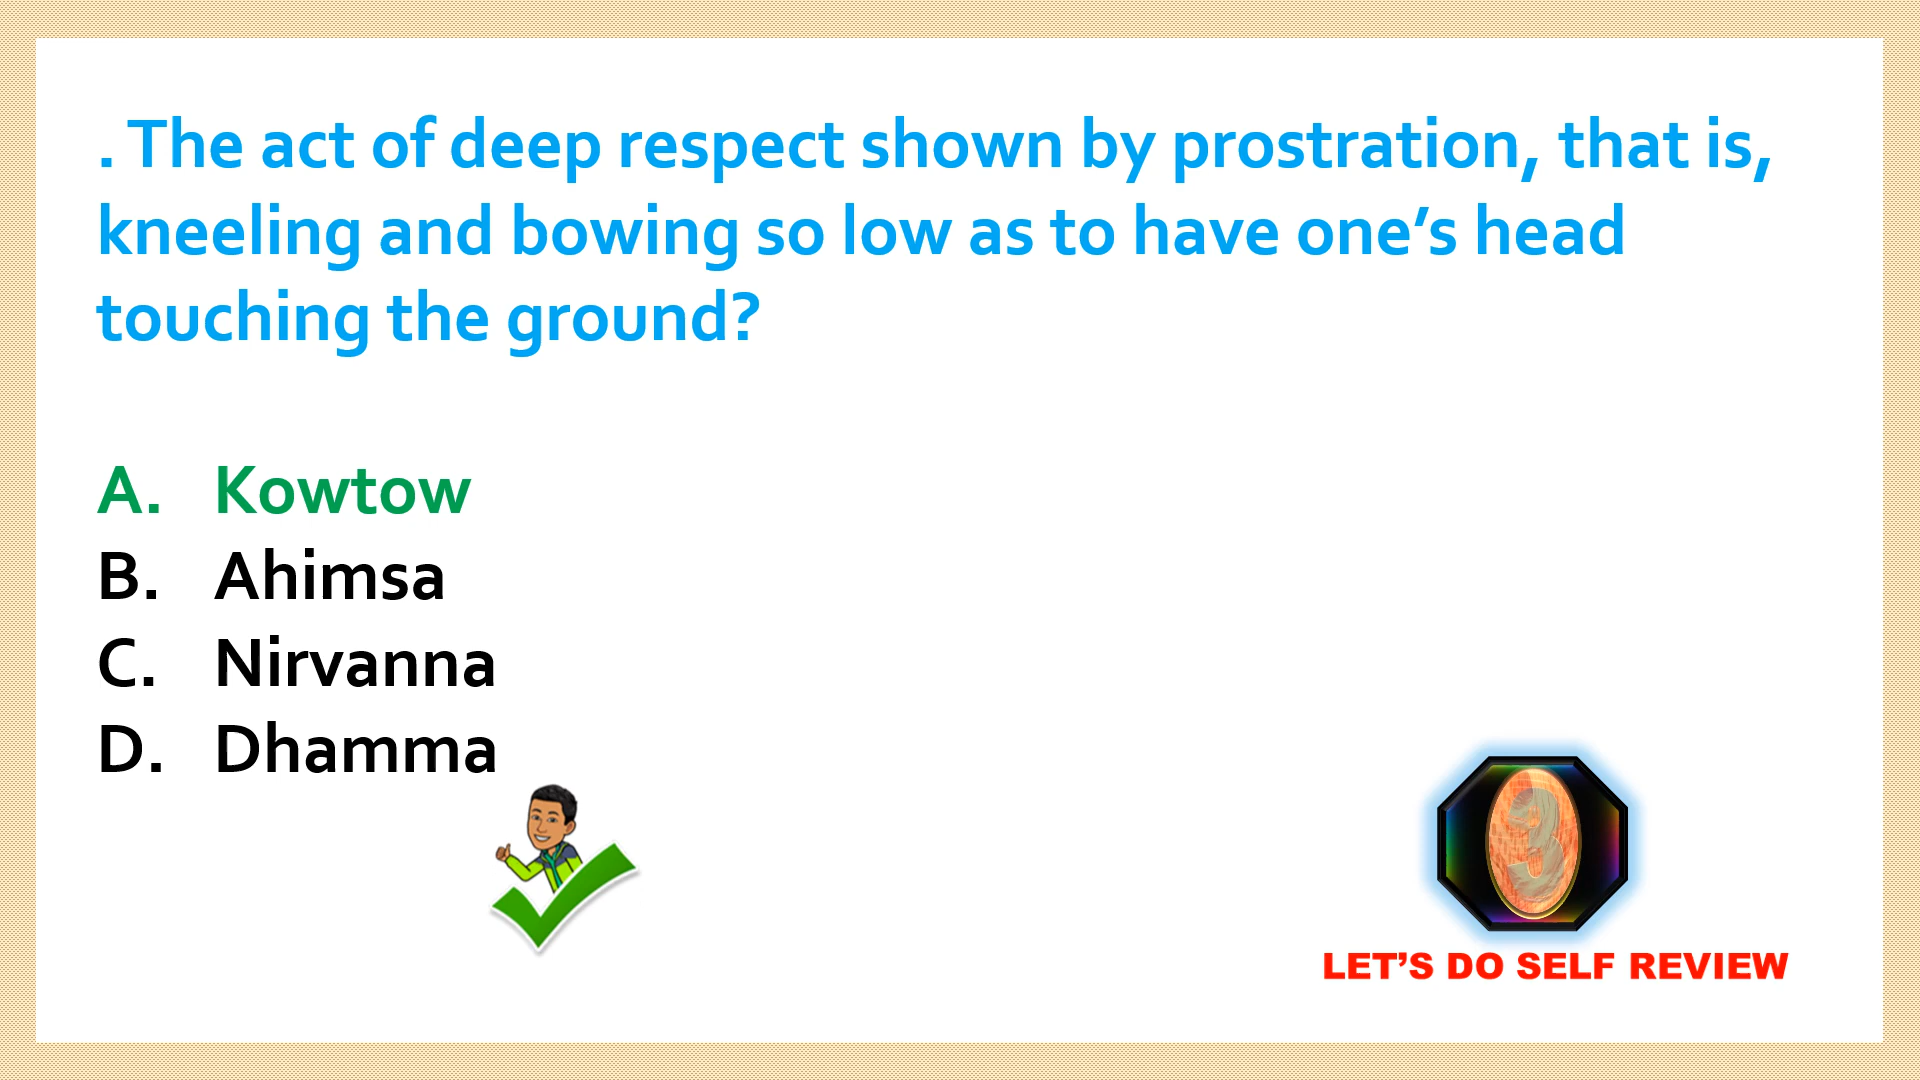 . The act of deep respect shown by prostration, that is,
kneeling and bowing so low as to have one’s head
touching the ground?
A. Kowtow
B. Ahimsa
C. Nirvanna
D. Dhamma
3
LET’S DO SELF REVIEW